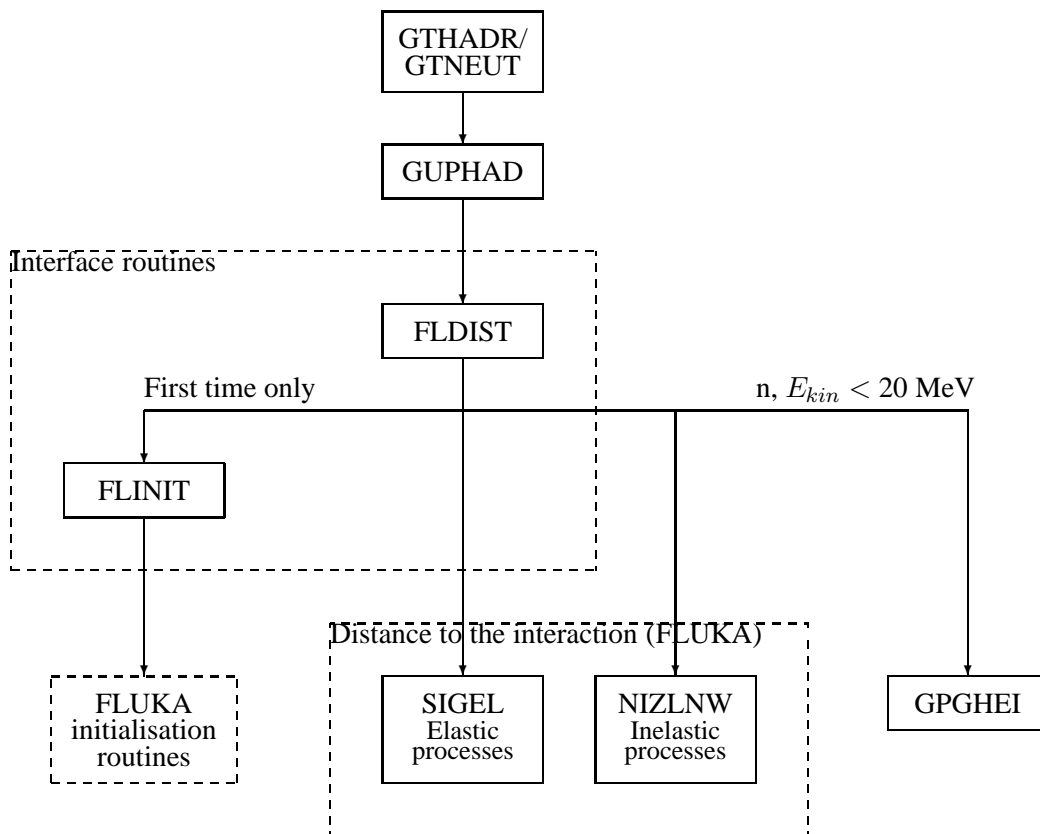 GTHADR/
GTNEUT
GUPHAD
Interface routines
FLDIST
First time only
n, E_{kin} < 20 MeV
FLINIT
Distance to the interaction (FLUKA)
FLUKA
initialisation
routines
SIGEL
Elastic
processes
NIZLNW
Inelastic
processes
GPGHEI